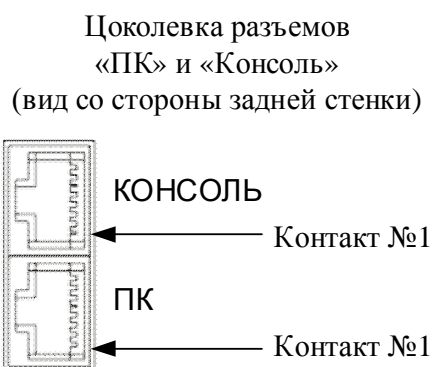 Цоколевка разъемов
«ПК» и «Консоль»
(вид со стороны задней стенки)
КОНСОЛЬ
Контакт №1
ПК
Контакт №1